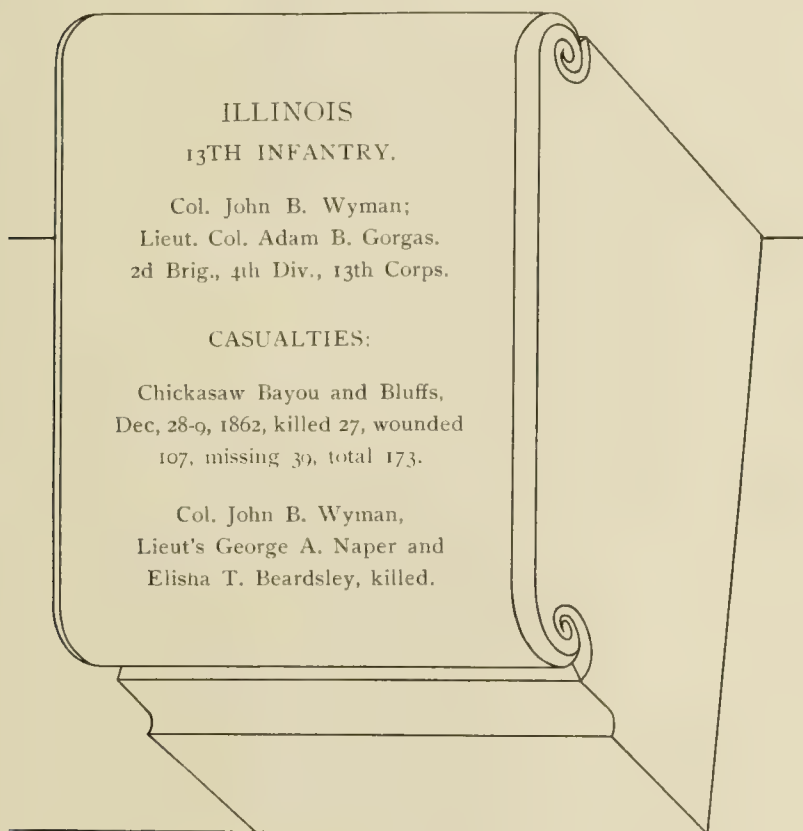 ILLINOIS
13TH INFANTRY.
Col. John B. Wyman;
Lieut. Col. Adam B. Gorgas.
2d Brig., 4th Div., 13th Corps.
CASUALTIES:
Chickasaw Bayou and Bluffs,
Dec, 28-9, 1862, killed 27, wounded
107, missing 39, total 173.
Col. John B. Wyman,
Lieut's George A. Naper and
Elisha T. Beardsley, killed.